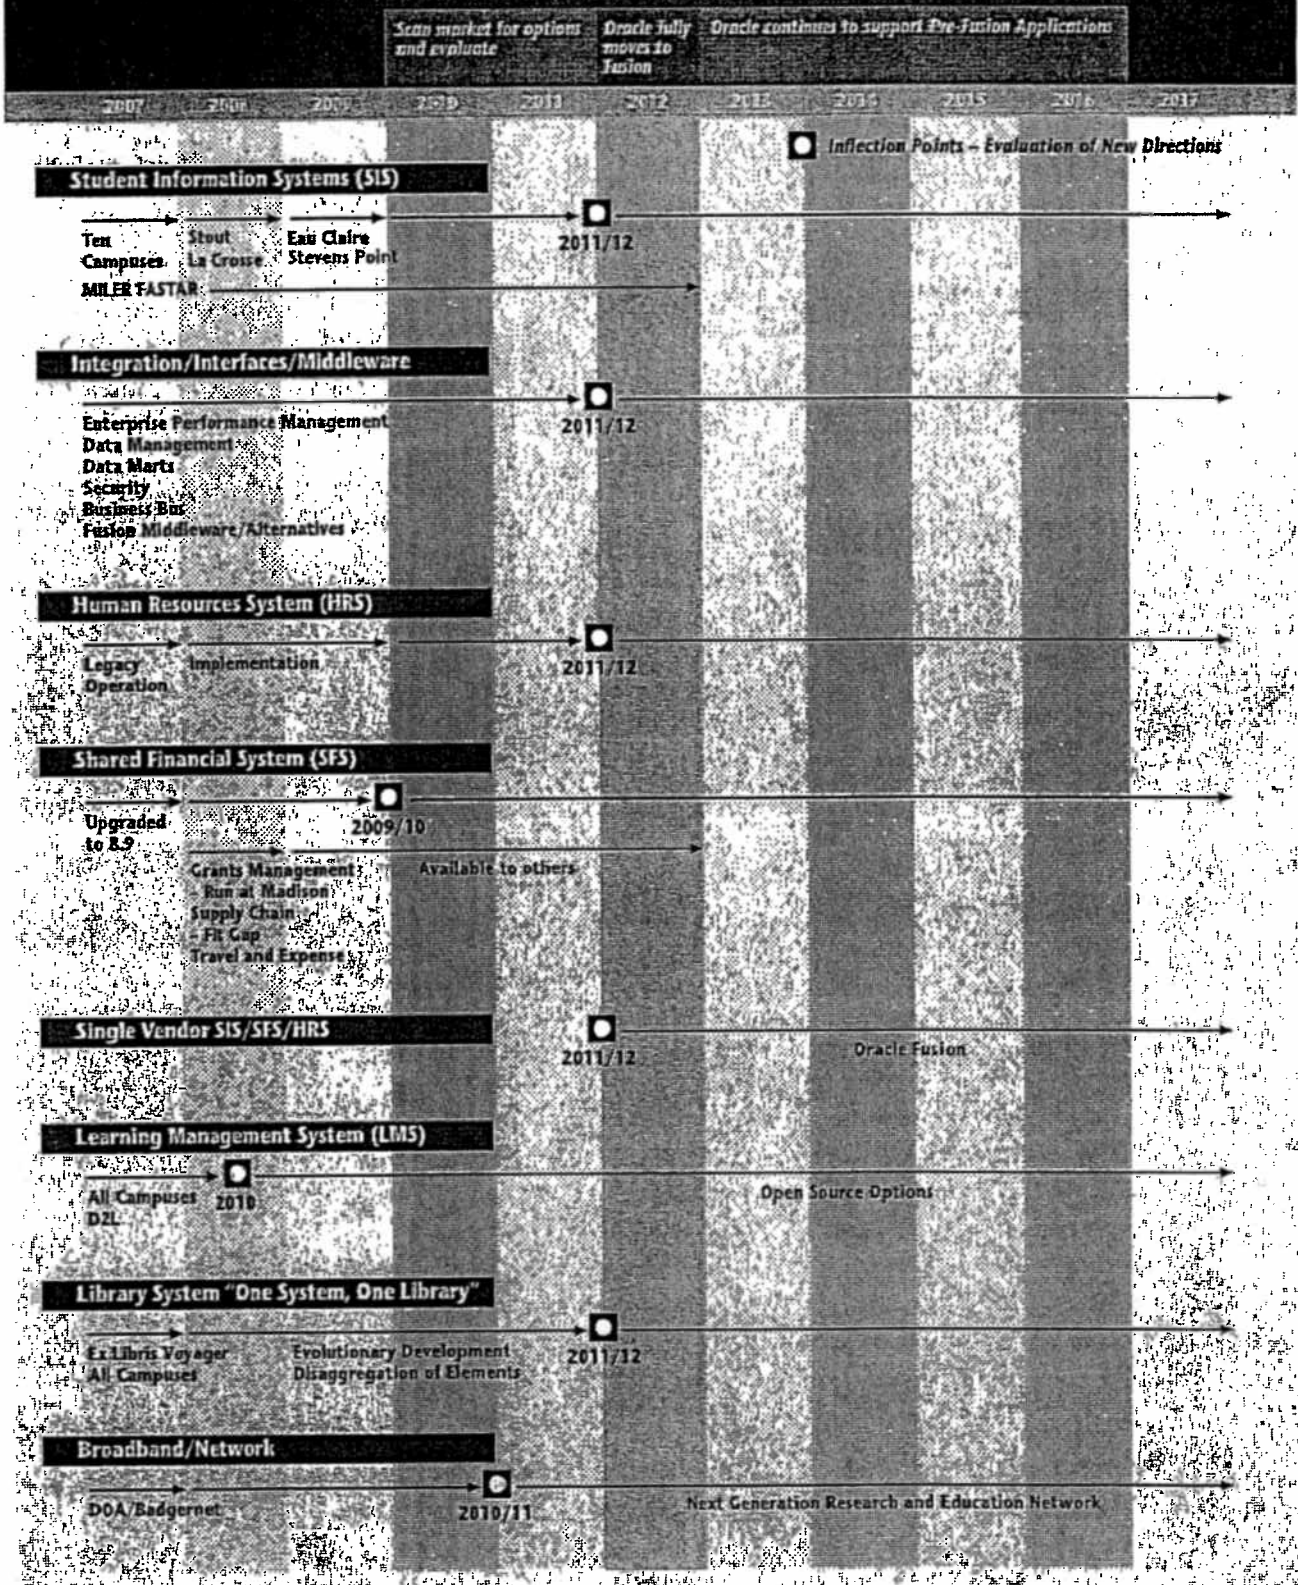 Scan market for options
and evaluate
Oracle fully
moves to
Fusion
Oracle continues to support Pre-Fusion Applications
2007 2008 2009 2010 2011 2012 2013 2014 2015 2016 2017
Inflection Points – Evaluation of New Directions
Student Information Systems (SIS)
Ten
Campuses
Stout
La Crosse
Eau Claire
Stevens Point
2011/12
MILER FASTAR
Integration/Interfaces/Middleware
2011/12
Enterprise Performance Management
Data Management
Data Marts
Security
Business Bus
Fusion Middleware/Alternatives
Human Resources System (HRS)
Legacy
Operation
Implementation
2011/12
Shared Financial System (SFS)
Upgraded
to 8.9
2009/10
Grants Management
- Run at Madison
Supply Chain
- Fit Gap
Travel and Expense
Available to others
Single Vendor SIS/SFS/HRS
2011/12
Oracle Fusion
Learning Management System (LMS)
All Campuses
D2L
2010
Open Source Options
Library System "One System, One Library"
Ex Libris Voyager
All Campuses
Evolutionary Development
Disaggregation of Elements
2011/12
Broadband/Network
DOA/Badgernet
2010/11
Next Generation Research and Education Network